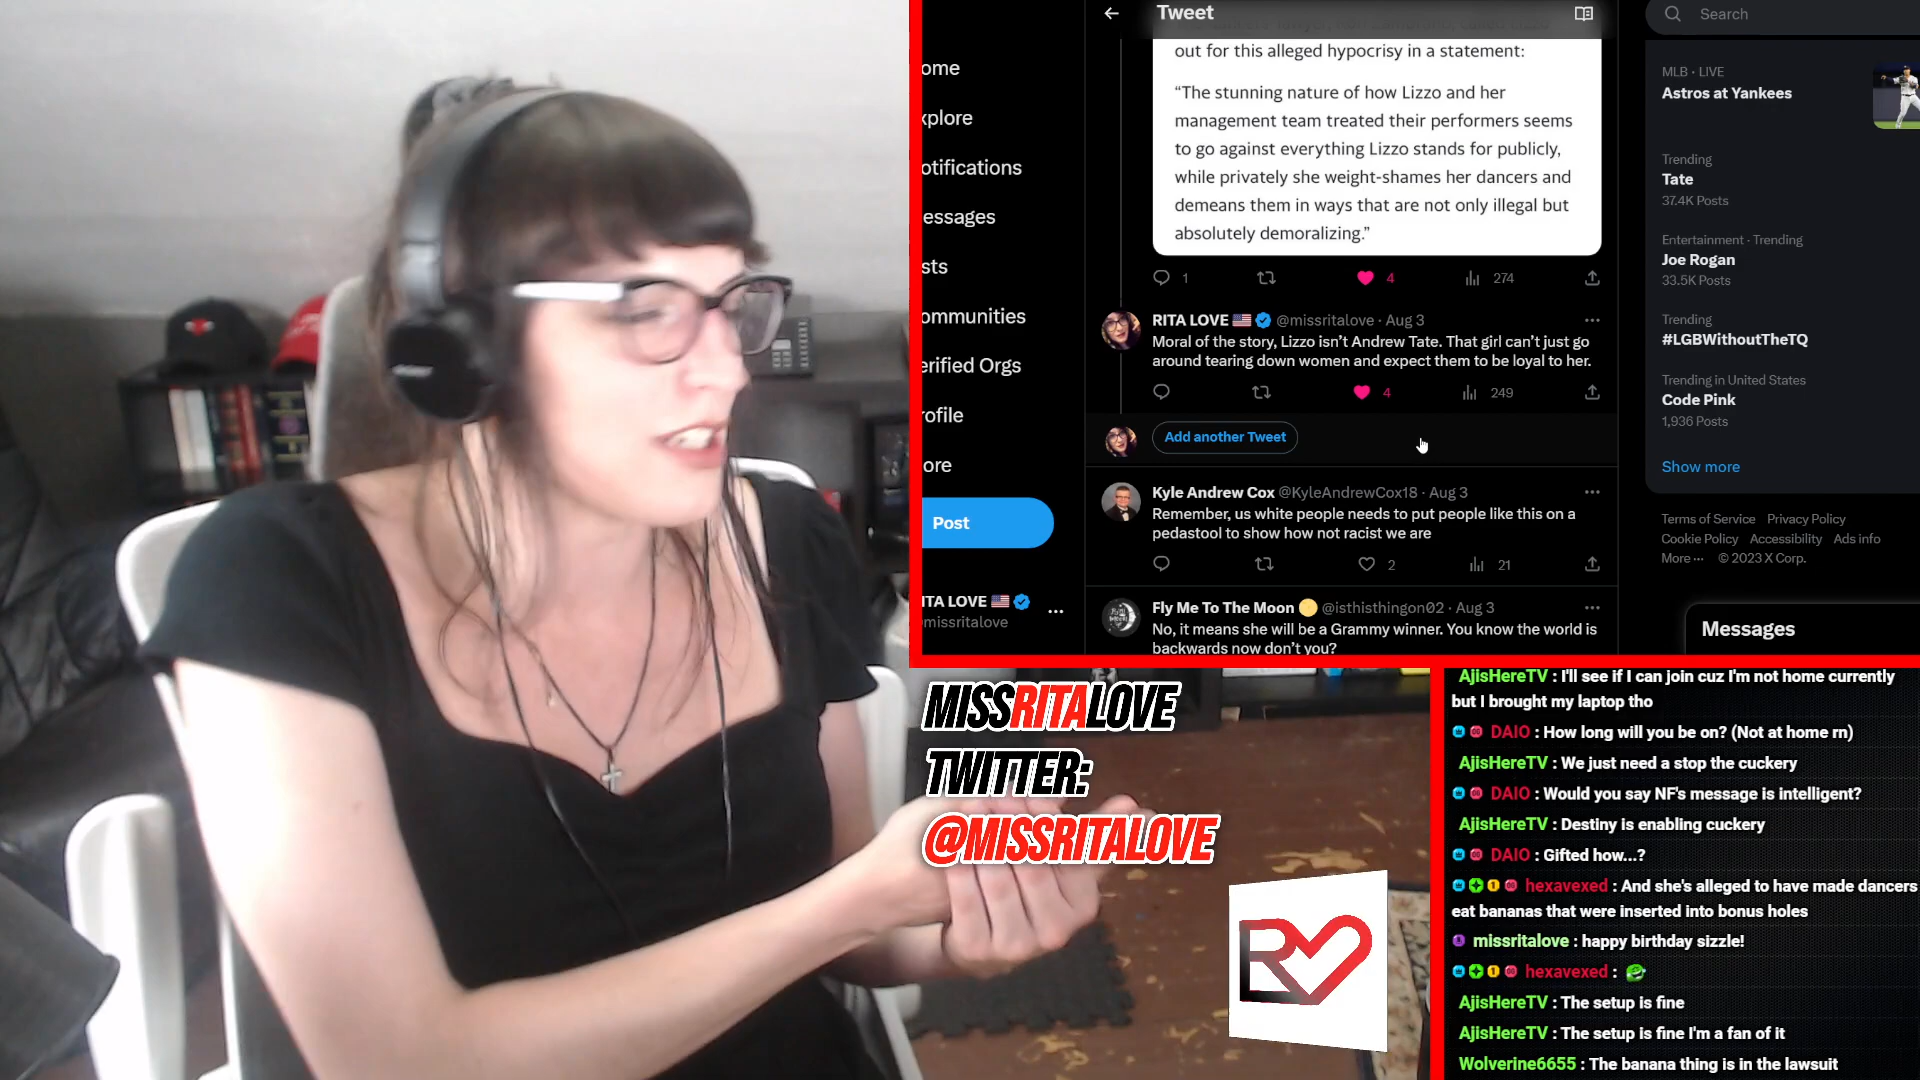 ome
xplore
otifications
essages
sts
ommunities
erified Orgs
rofile
ore
Post
ITA LOVE
missritalove
Tweet
out for this alleged hypocrisy in a statement:
“The stunning nature of how Lizzo and her
management team treated their performers seems
to go against everything Lizzo stands for publicly,
while privately she weight-shames her dancers and
demeans them in ways that are not only illegal but
absolutely demoralizing.”
1 4 274
RITA LOVE @missritalove · Aug 3
Moral of the story, Lizzo isn’t Andrew Tate. That girl can’t just go
around tearing down women and expect them to be loyal to her.
4 249
Add another Tweet
Kyle Andrew Cox @KyleAndrewCox18 · Aug 3
Remember, us white people needs to put people like this on a
pedastool to show how not racist we are
2 21
Fly Me To The Moon @isthisthingon02 · Aug 3
No, it means she will be a Grammy winner. You know the world is
backwards now don’t you?
Search
MLB · LIVE
Astros at Yankees
Trending
Tate
37.4K Posts
Entertainment · Trending
Joe Rogan
33.5K Posts
Trending
#LGBWithoutTheTQ
Trending in United States
Code Pink
1,936 Posts
Show more
Terms of Service Privacy Policy
Cookie Policy Accessibility Ads info
More ··· © 2023 X Corp.
Messages
MISSRITALOVE
TWITTER:
@MISSRITALOVE
R
AjisHereTV : I'll see if I can join cuz I'm not home currently
but I brought my laptop tho
DAIO : How long will you be on? (Not at home rn)
AjisHereTV : We just need a stop the cuckery
DAIO : Would you say NF's message is intelligent?
AjisHereTV : Destiny is enabling cuckery
DAIO : Gifted how...?
hexavexed : And she's alleged to have made dancers
eat bananas that were inserted into bonus holes
missritalove : happy birthday sizzle!
hexavexed :
AjisHereTV : The setup is fine
AjisHereTV : The setup is fine I'm a fan of it
Wolverine6655 : The banana thing is in the lawsuit